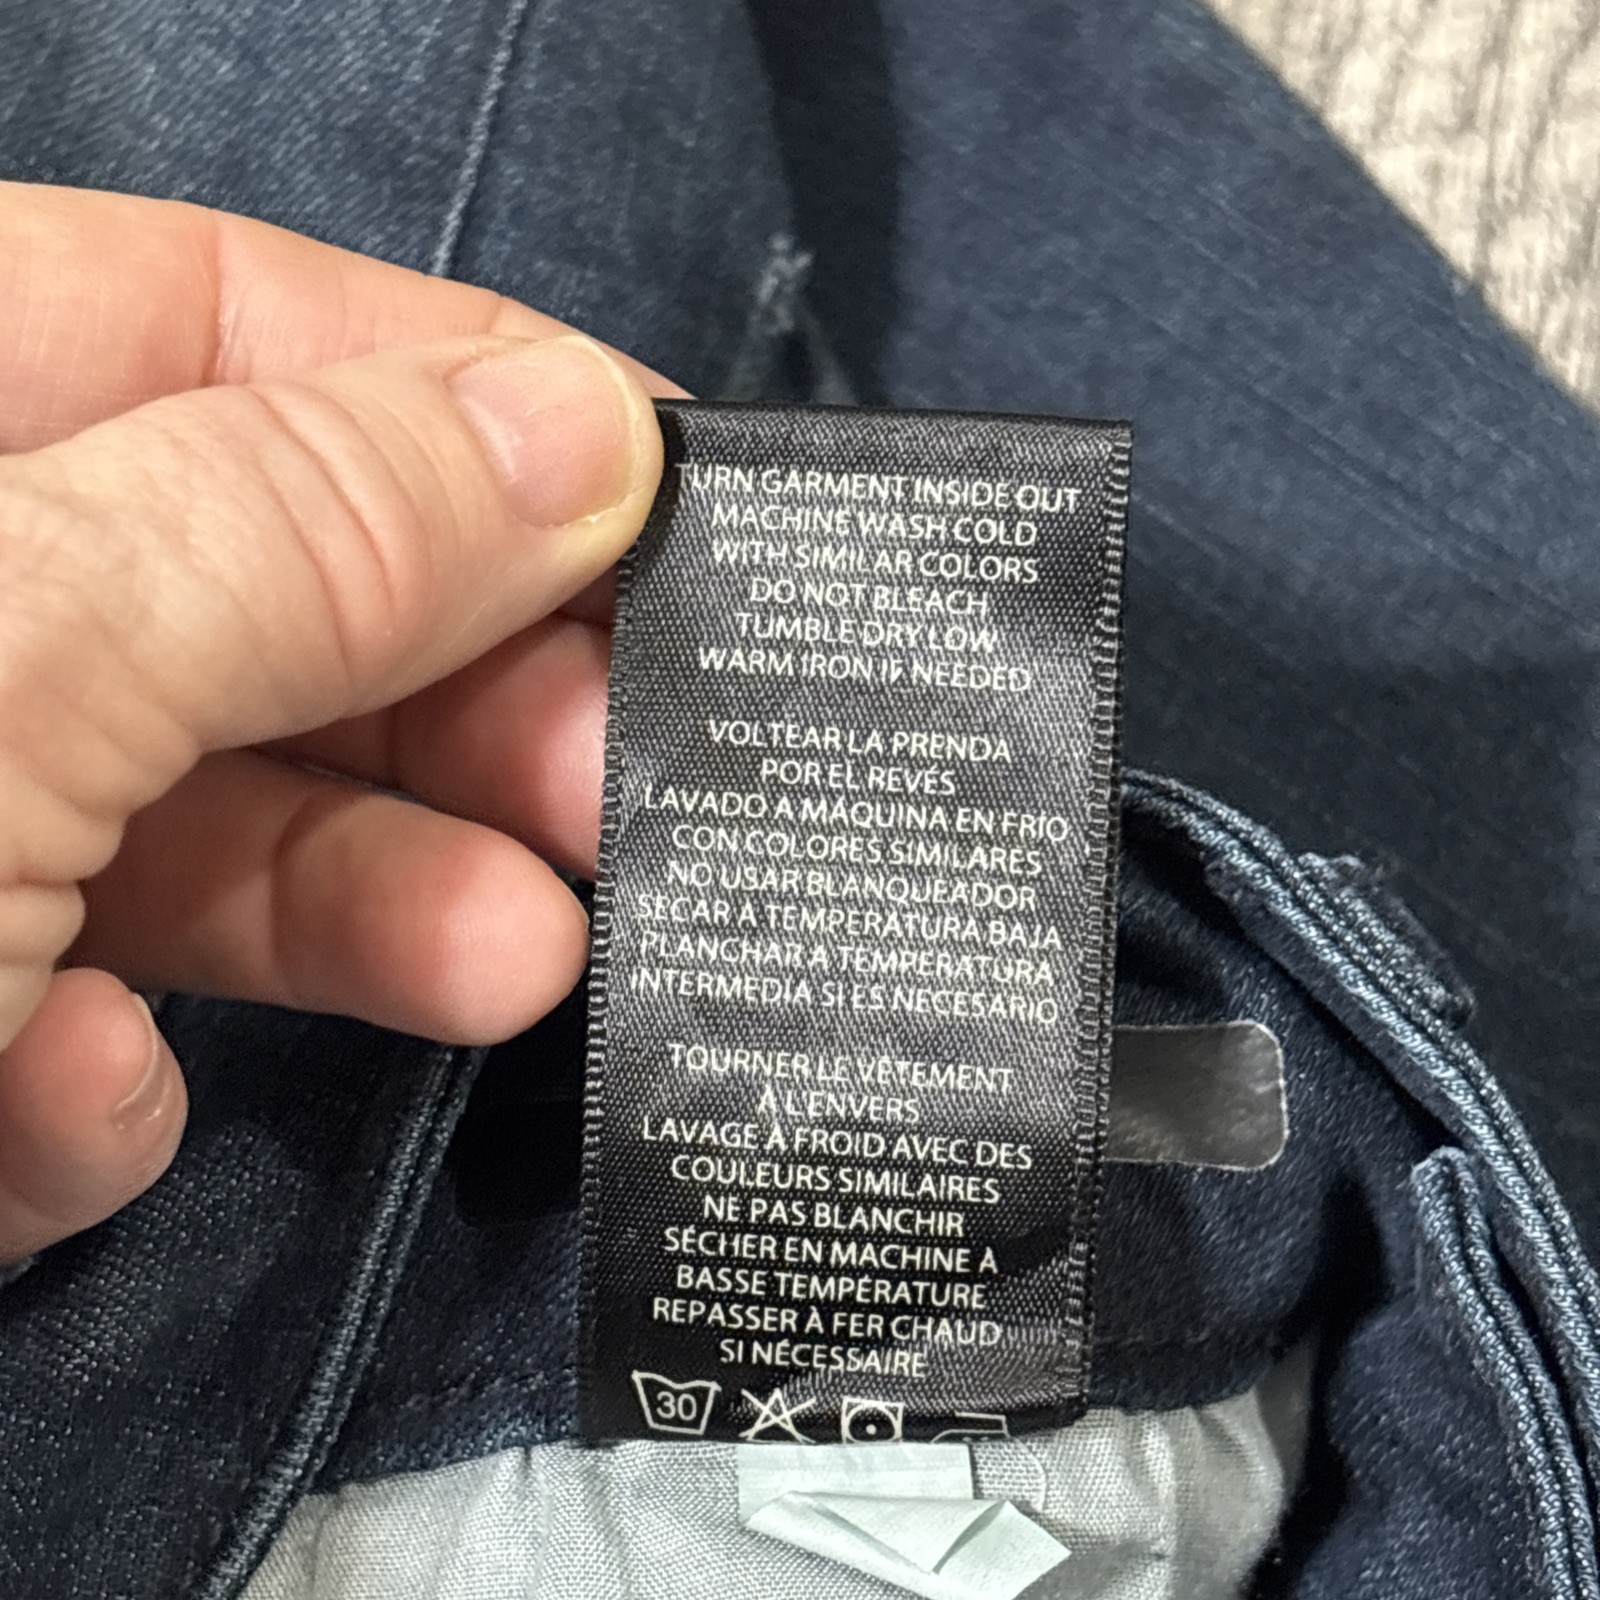 TURN GARMENT INSIDE OUT
MACHINE WASH COLD
WITH SIMILAR COLORS
DO NOT BLEACH
TUMBLE DRY LOW
WARM IRON IF NEEDED
VOLTEAR LA PRENDA
POR EL REVÉS
LAVADO A MÁQUINA EN FRIO
CON COLORES SIMILARES
NO USAR BLANQUEADOR
SECAR A TEMPERATURA BAJA
PLANCHAR A TEMPERATURA
INTERMEDIA SI ES NECESARIO
TOURNER LE VÊTEMENT
À L'ENVERS
LAVAGE À FROID AVEC DES
COULEURS SIMILAIRES
NE PAS BLANCHIR
SÉCHER EN MACHINE À
BASSE TEMPÉRATURE
REPASSER À FER CHAUD
SI NÉCESSAIRE
30